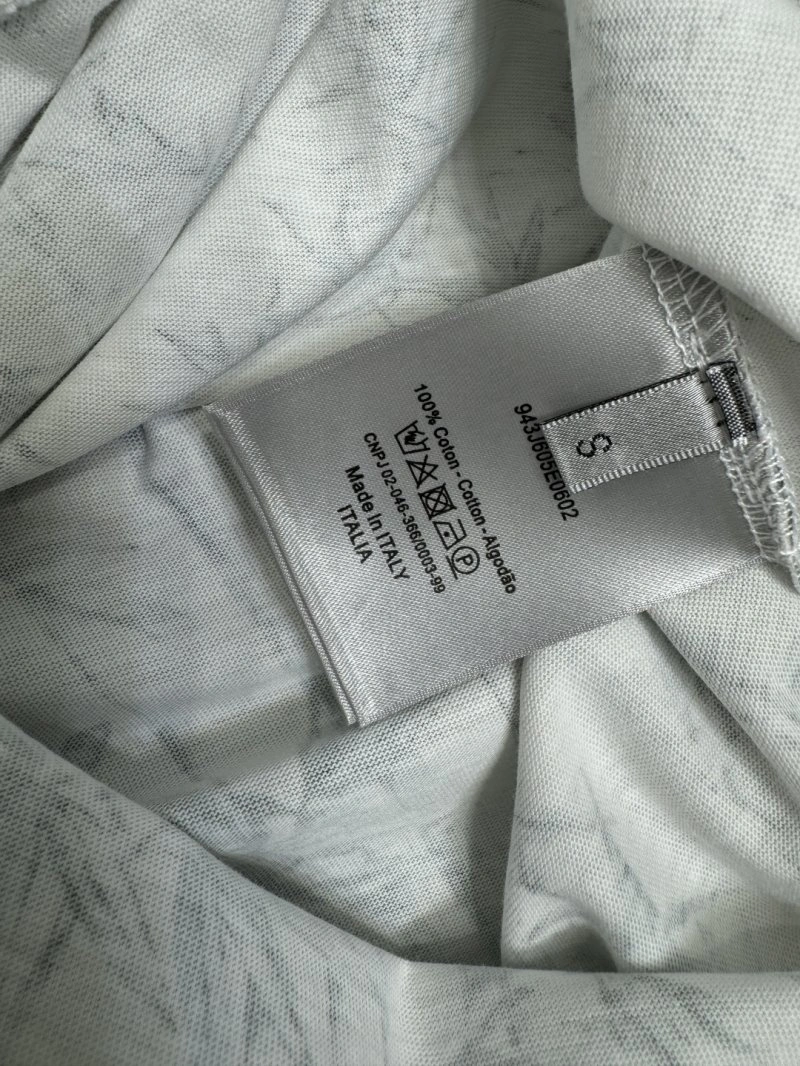 943J605E0602
S
100% Coton - Cotton - Algodão
P
CNPJ 02-046-366/0003-99
Made in ITALY
ITALIA